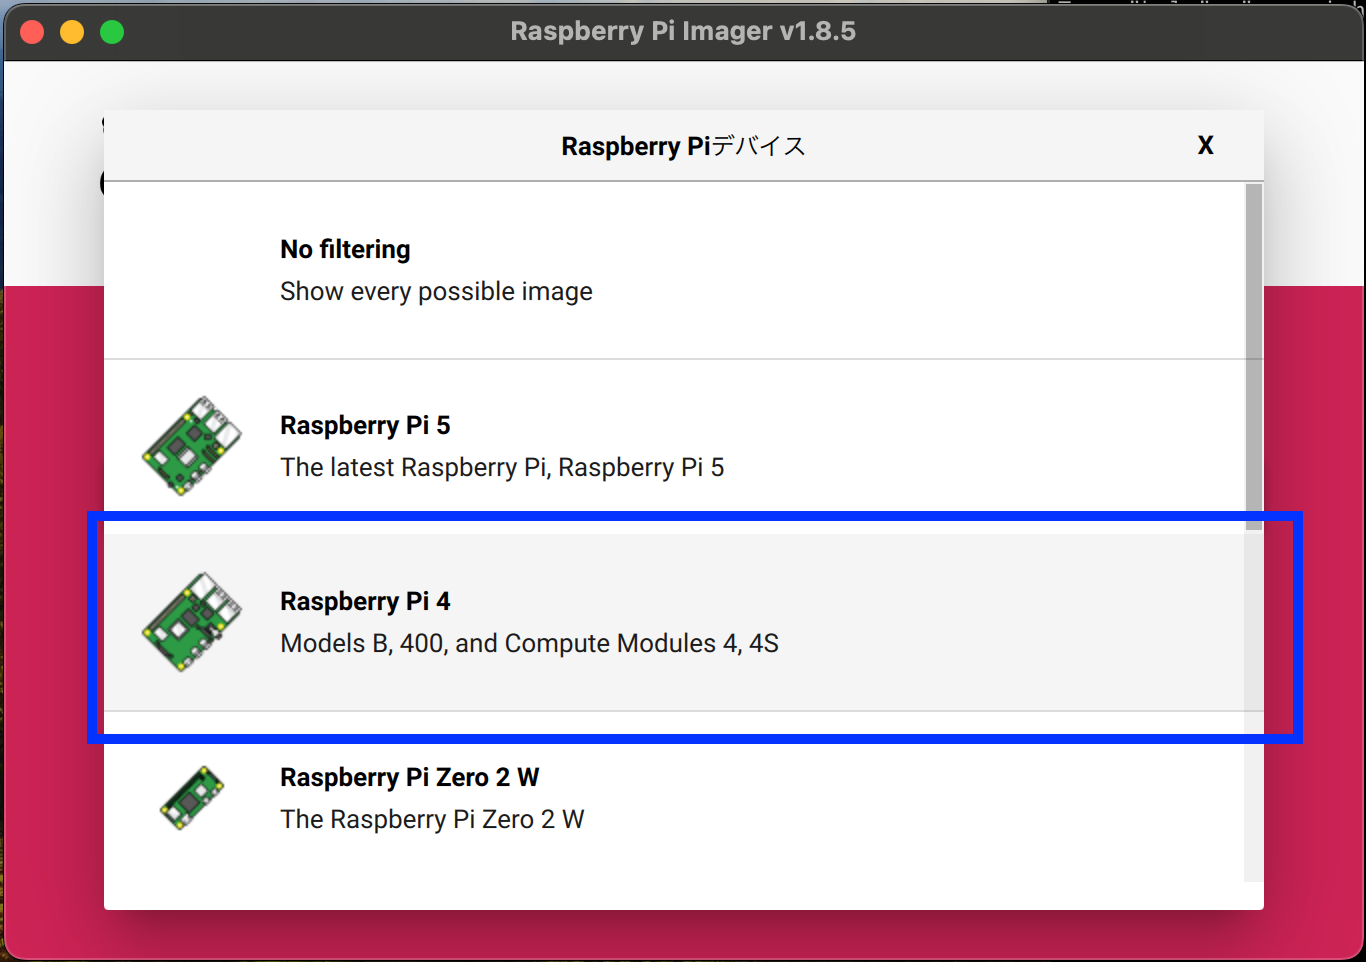 Raspberry Pi Imager v1.8.5
Raspberry Piデバイス
X
No filtering
Show every possible image
Raspberry Pi 5
The latest Raspberry Pi, Raspberry Pi 5
Raspberry Pi 4
Models B, 400, and Compute Modules 4, 4S
Raspberry Pi Zero 2 W
The Raspberry Pi Zero 2 W